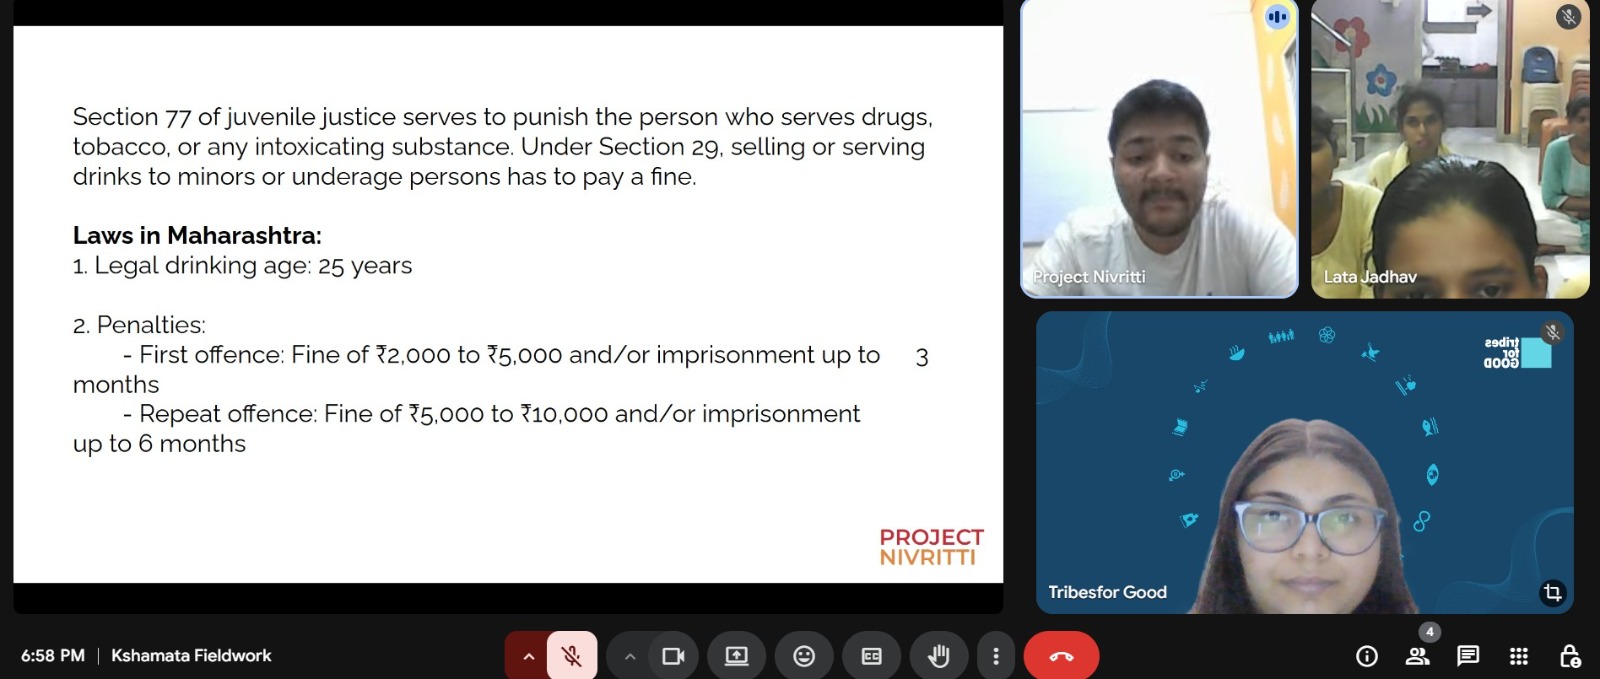 Section 77 of juvenile justice serves to punish the person who serves drugs,
tobacco, or any intoxicating substance. Under Section 29, selling or serving
drinks to minors or underage persons has to pay a fine.
Laws in Maharashtra:
1. Legal drinking age: 25 years
2. Penalties:
- First offence: Fine of ₹2,000 to ₹5,000 and/or imprisonment up to 3
months
- Repeat offence: Fine of ₹5,000 to ₹10,000 and/or imprisonment
up to 6 months
PROJECT
NIVRITTI
Project Nivritti
Lata Jadhav
tribes
for
GOOD
Tribesfor Good
6:58 PM | Kshamata Fieldwork
CC
4